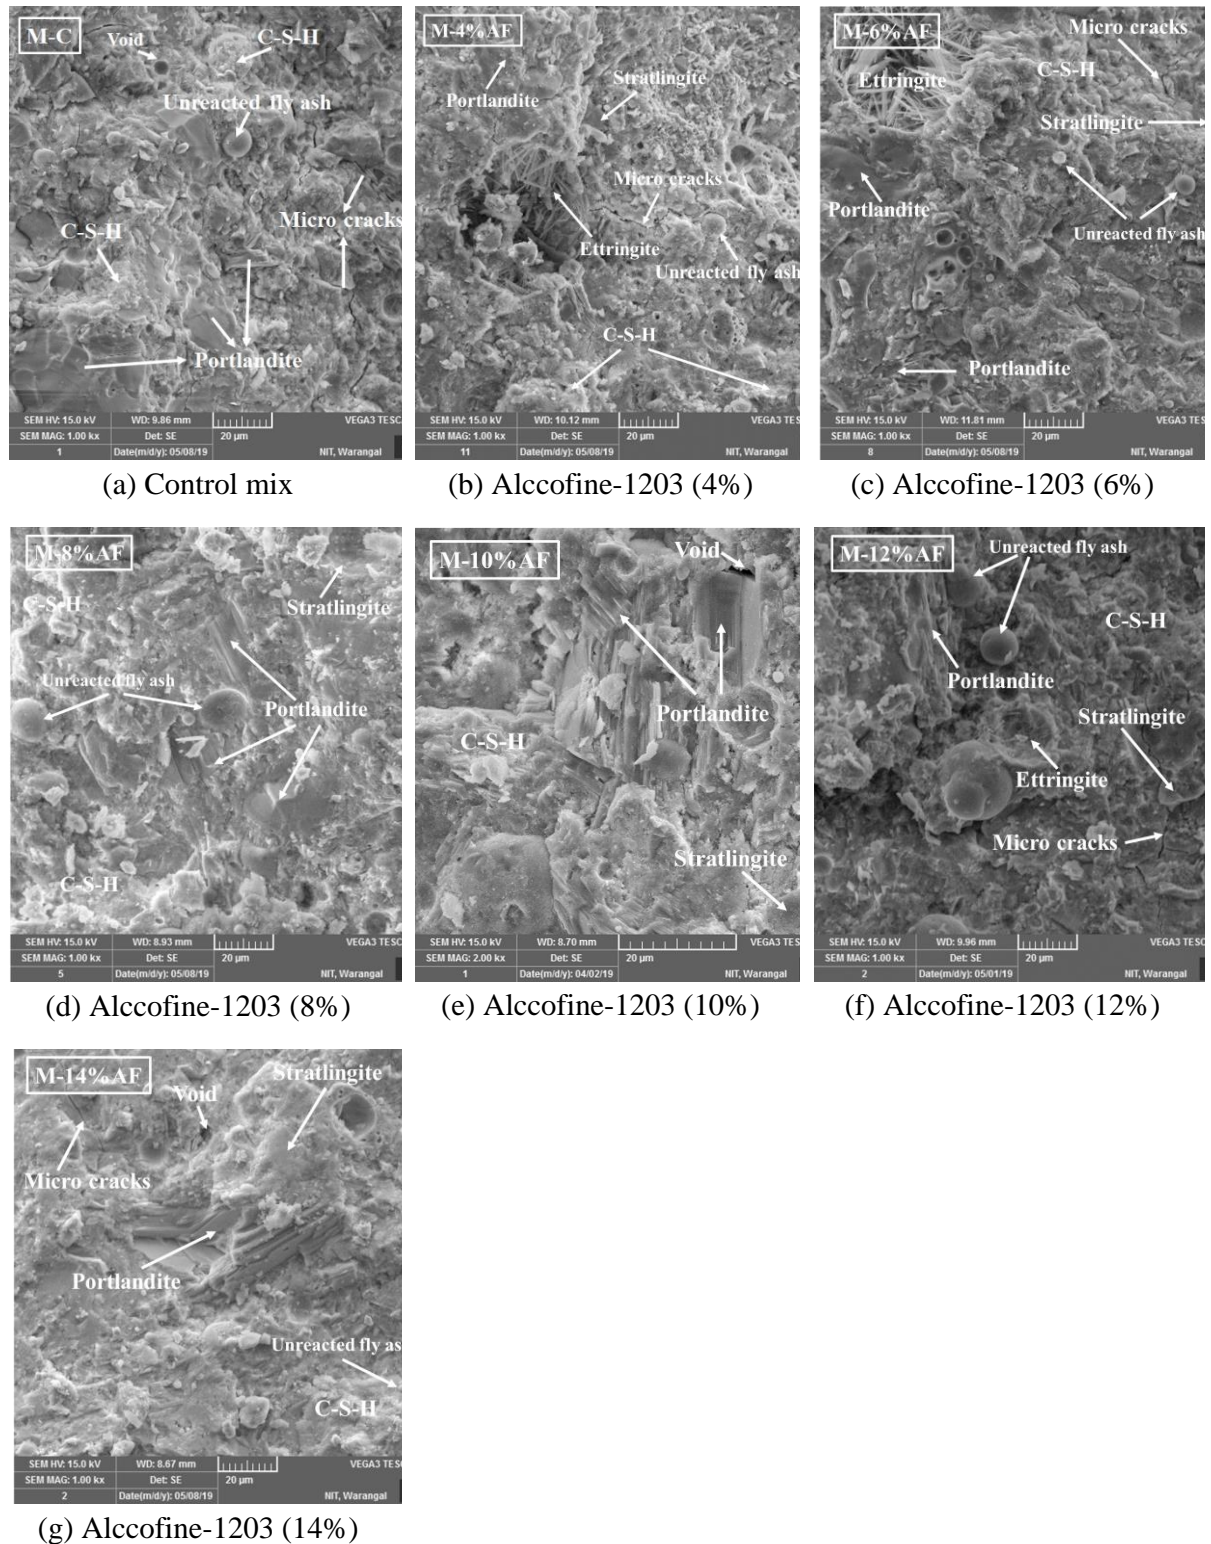 M-C
Void
C-S-H
Unreacted fly ash
Micro cracks
C-S-H
Portlandite
SEM HV: 15.0 kV WD: 9.86 mm VEGA3 TESC
SEM MAG: 1.00 kx Det: SE 20 µm
1 Date(m/d/y): 05/08/19 NIT, Warangal
(a) Control mix
M-4%AF
Stratlingite
Portlandite
Micro cracks
Ettringite
Unreacted fly ash
C-S-H
SEM HV: 15.0 kV WD: 10.12 mm VEGA3 TESC
SEM MAG: 1.00 kx Det: SE 20 µm
11 Date(m/d/y): 05/08/19 NIT, Warangal
(b) Alccofine-1203 (4%)
M-6%AF
Micro cracks
C-S-H
Ettringite
Stratlingite
Portlandite
Unreacted fly ash
Portlandite
SEM HV: 15.0 kV WD: 11.81 mm VEGA3 TESC
SEM MAG: 1.00 kx Det: SE 20 µm
8 Date(m/d/y): 05/08/19 NIT, Warangal
(c) Alccofine-1203 (6%)
M-8%AF
C-S-H
Stratlingite
Unreacted fly ash
Portlandite
C-S-H
SEM HV: 15.0 kV WD: 8.93 mm VEGA3 TESC
SEM MAG: 1.00 kx Det: SE 20 µm
5 Date(m/d/y): 05/08/19 NIT, Warangal
(d) Alccofine-1203 (8%)
M-10%AF
Void
Portlandite
C-S-H
Stratlingite
SEM HV: 15.0 kV WD: 8.70 mm VEGA3 TES
SEM MAG: 2.00 kx Det: SE 20 µm
1 Date(m/d/y): 04/02/19 NIT, Warangal
(e) Alccofine-1203 (10%)
M-12%AF
Unreacted fly ash
C-S-H
Portlandite
Stratlingite
Ettringite
Micro cracks
SEM HV: 15.0 kV WD: 9.96 mm VEGA3 TESC
SEM MAG: 1.00 kx Det: SE 20 µm
2 Date(m/d/y): 05/01/19 NIT, Warangal
(f) Alccofine-1203 (12%)
M-14%AF
Stratlingite
Void
Micro cracks
Portlandite
Unreacted fly as
C-S-H
SEM HV: 15.0 kV WD: 8.67 mm VEGA3 TESC
SEM MAG: 1.00 kx Det: SE 20 µm
2 Date(m/d/y): 05/08/19 NIT, Warangal
(g) Alccofine-1203 (14%)